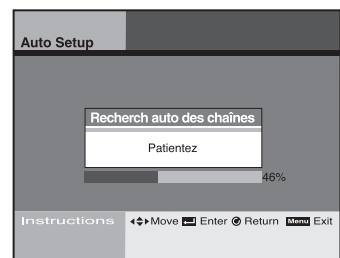 Auto Setup
Recherch auto des chaînes
Patientez
46%
Instructions Move Enter Return Menu Exit